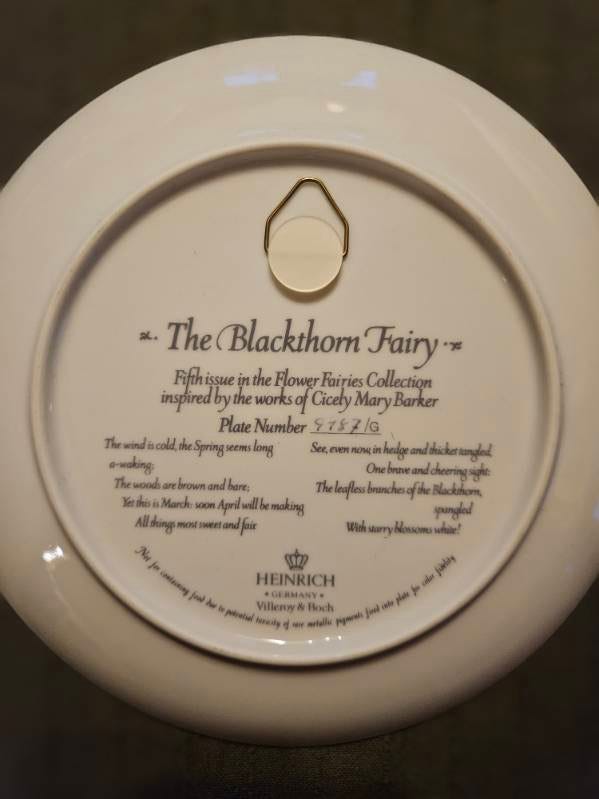 The Blackthorn Fairy
Fifth issue in the Flower Fairies Collection
inspired by the works of Cicely Mary Barker
Plate Number 9787/G
The wind is cold, the Spring seems long
a-waking;
The woods are brown and bare;
Yet this is March: soon April will be making
All things most sweet and fair
See, even now, in hedge and thicket tangled,
One brave and cheering sight:
The leafless branches of the Blackthorn,
spangled
With starry blossoms white!
HEINRICH
• GERMANY •
Villeroy & Boch
Not for containing food due to potential toxicity of rare metallic pigments fired into plate for color fidelity